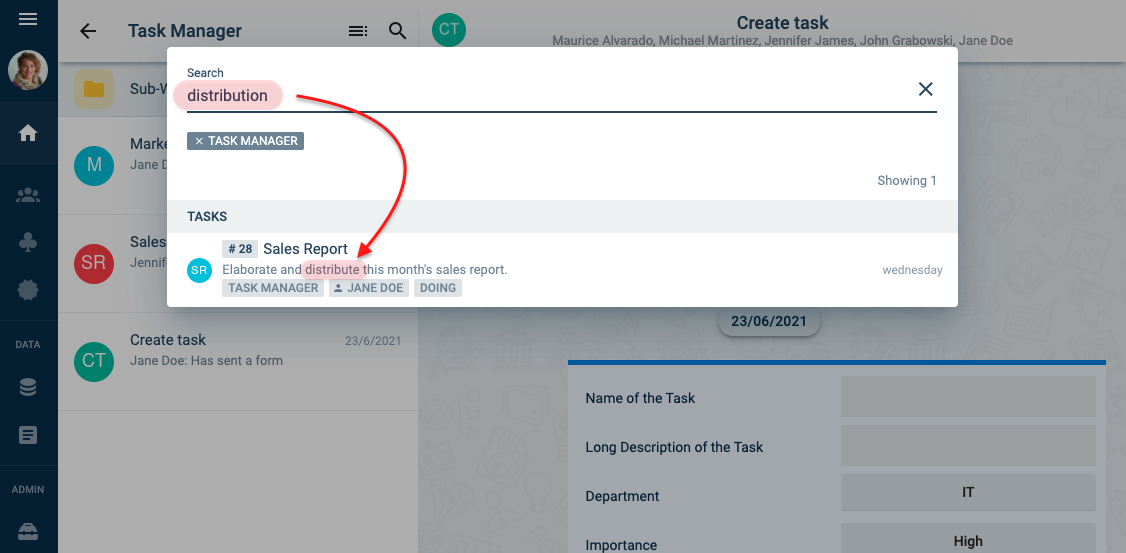 Task Manager
CT
Create task
Maurice Alvarado, Michael Martinez, Jennifer James, John Grabowski, Jane Doe
Search
distribution
× TASK MANAGER
Showing 1
TASKS
# 28 Sales Report
SR
Elaborate and distribute this month's sales report.
wednesday
TASK MANAGER JANE DOE DOING
Sub-W
M
Marke
Jane D
SR
Sales
Jennif
CT
Create task
23/6/2021
Jane Doe: Has sent a form
DATA
ADMIN
23/06/2021
Name of the Task
Long Description of the Task
Department
IT
Importance
High